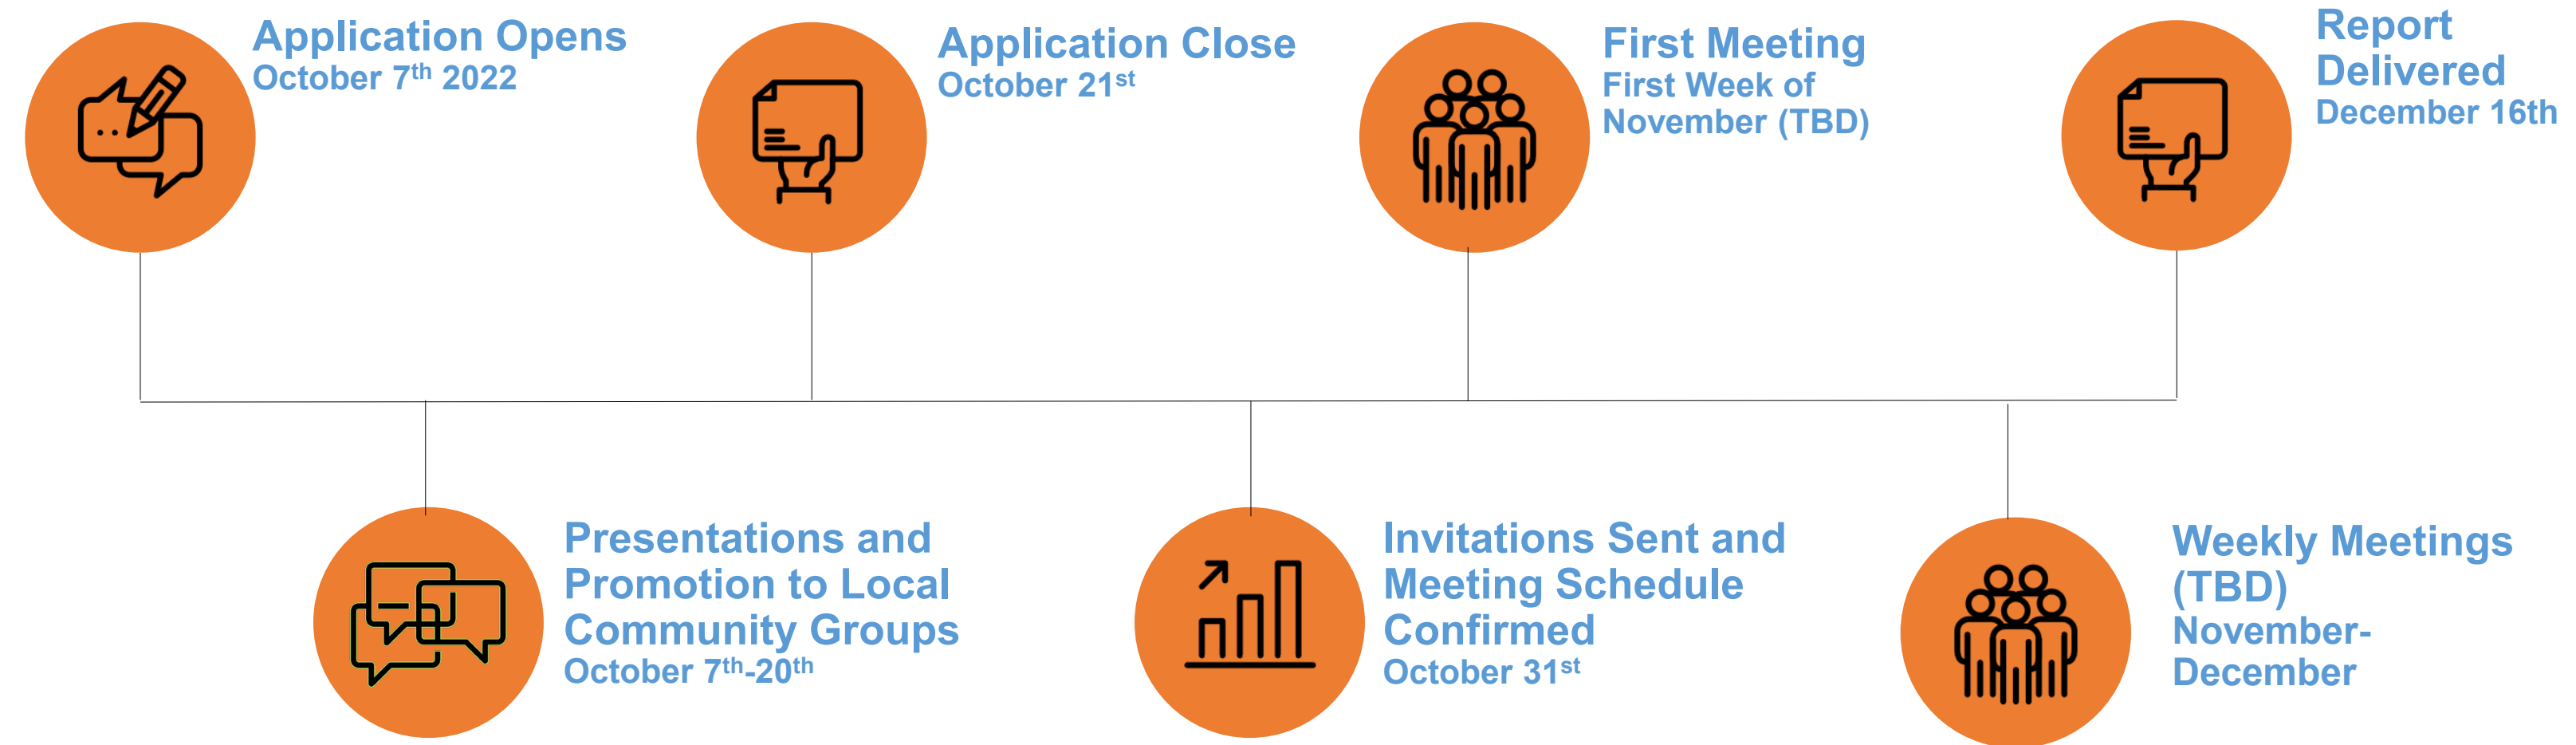 Application Opens
October 7th 2022
Application Close
October 21st
First Meeting
First Week of
November (TBD)
Report
Delivered
December 16th
Presentations and
Promotion to Local
Community Groups
October 7th-20th
Invitations Sent and
Meeting Schedule
Confirmed
October 31st
Weekly Meetings
(TBD)
November-
December